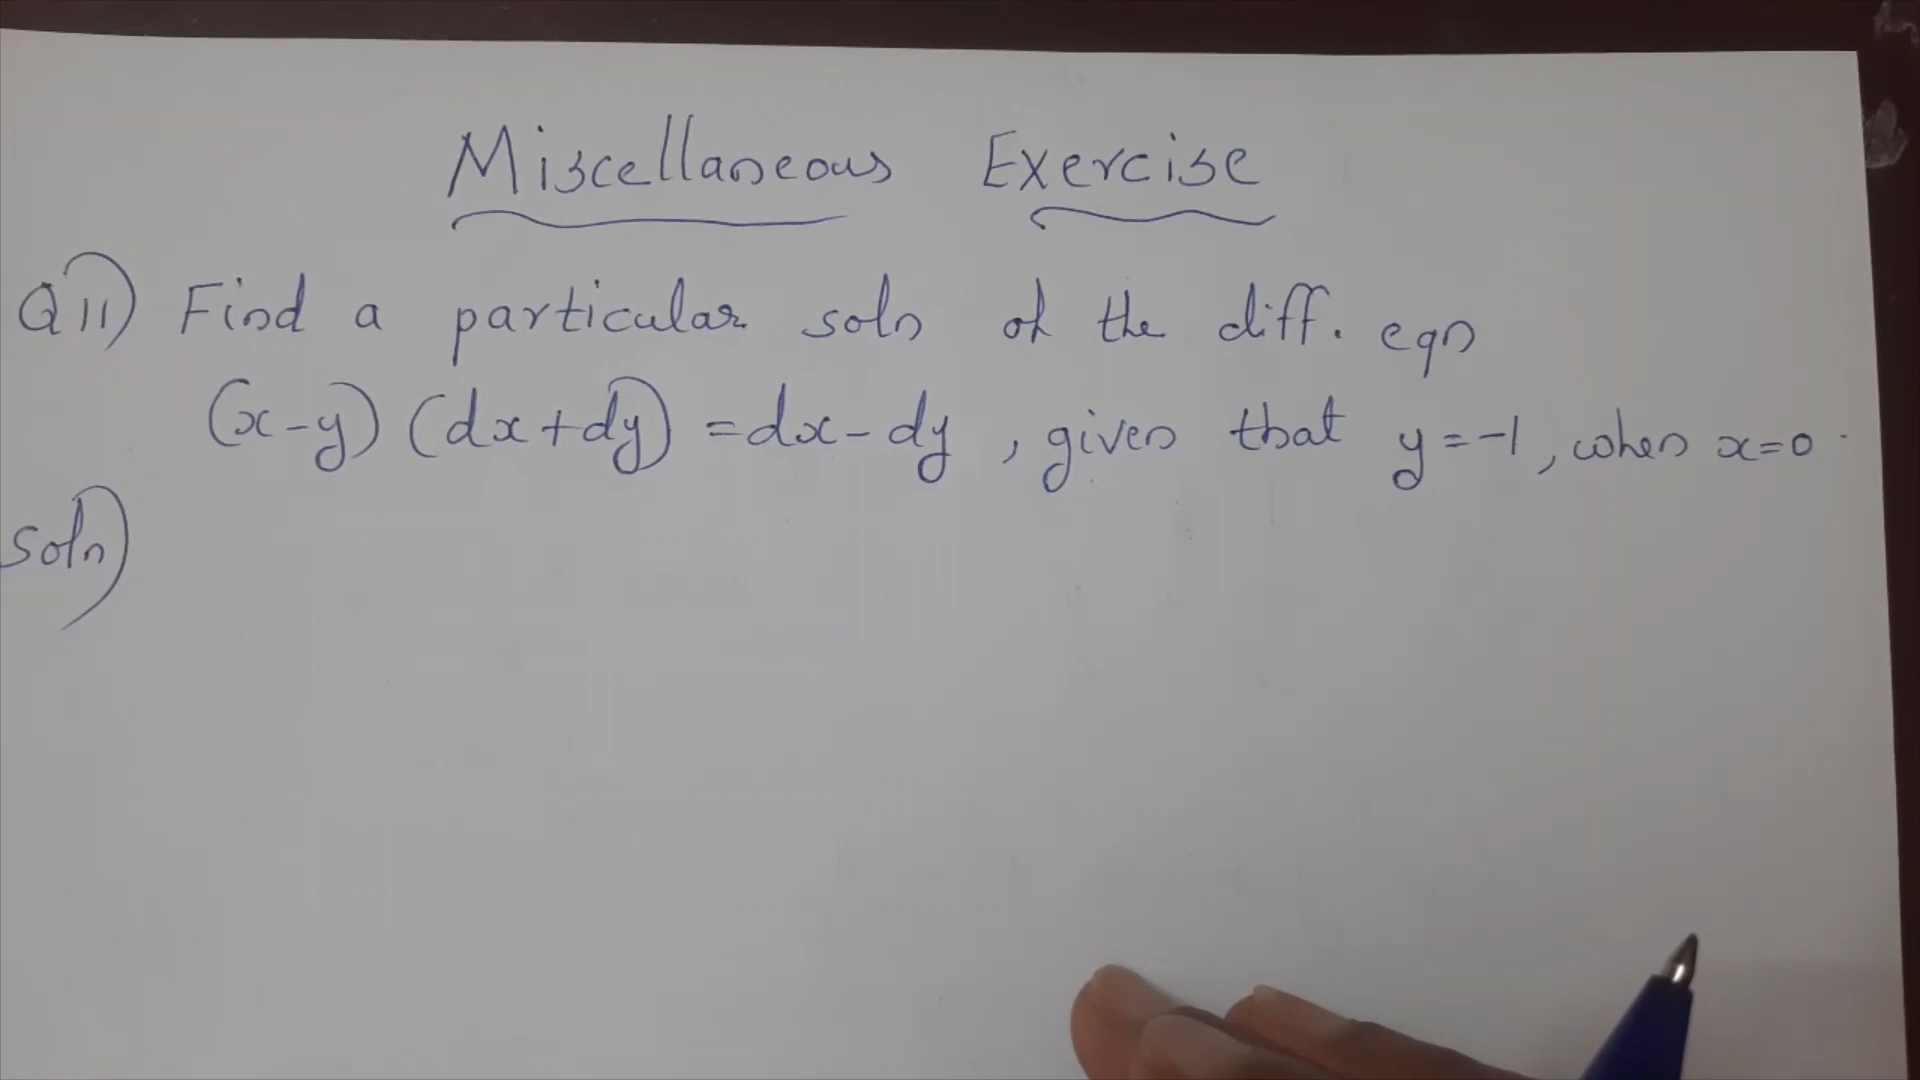 Miscellaneous Exercise
Q11) Find a particular soln of the diff. eqn
(x-y) (dx+dy) = dx-dy, given that y=-1, when x=0.
soln)